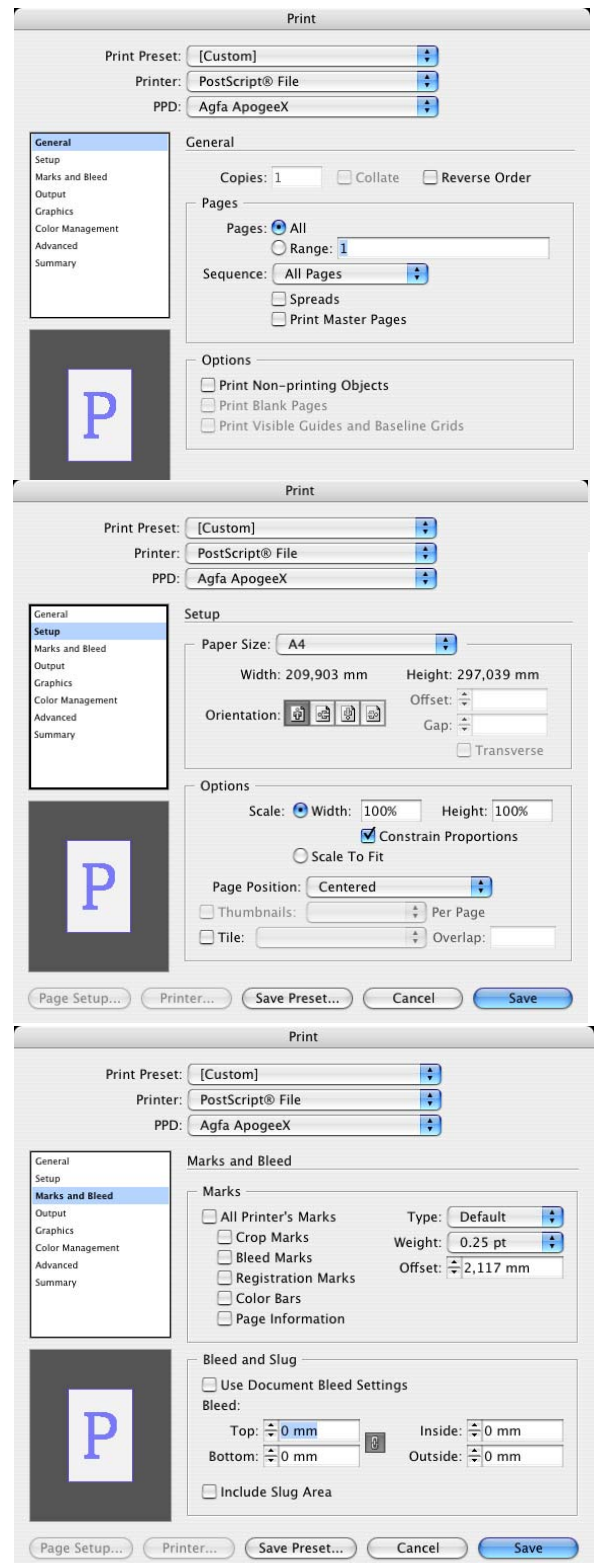 Print
Print Preset: [Custom]
Printer: PostScript® File
PPD: Agfa ApogeeX
General
Setup
Marks and Bleed
Output
Graphics
Color Management
Advanced
Summary
General
Copies: 1 Collate Reverse Order
Pages
Pages: All
Range: 1
Sequence: All Pages
Spreads
Print Master Pages
Options
Print Non-printing Objects
Print Blank Pages
Print Visible Guides and Baseline Grids
P
Print
Print Preset: [Custom]
Printer: PostScript® File
PPD: Agfa ApogeeX
General
Setup
Marks and Bleed
Output
Graphics
Color Management
Advanced
Summary
Setup
Paper Size: A4
Width: 209,903 mm Height: 297,039 mm
Orientation: Offset:
Gap:
Transverse
Options
Scale: Width: 100% Height: 100%
Constrain Proportions
Scale To Fit
Page Position: Centered
Thumbnails: Per Page
Tile: Overlap:
P
Page Setup... Printer... Save Preset... Cancel Save
Print
Print Preset: [Custom]
Printer: PostScript® File
PPD: Agfa ApogeeX
General
Setup
Marks and Bleed
Output
Graphics
Color Management
Advanced
Summary
Marks and Bleed
Marks
All Printer's Marks Type: Default
Crop Marks Weight: 0.25 pt
Bleed Marks Offset: 2,117 mm
Registration Marks
Color Bars
Page Information
Bleed and Slug
Use Document Bleed Settings
Bleed:
Top: 0 mm Inside: 0 mm
Bottom: 0 mm Outside: 0 mm
Include Slug Area
P
Page Setup... Printer... Save Preset... Cancel Save